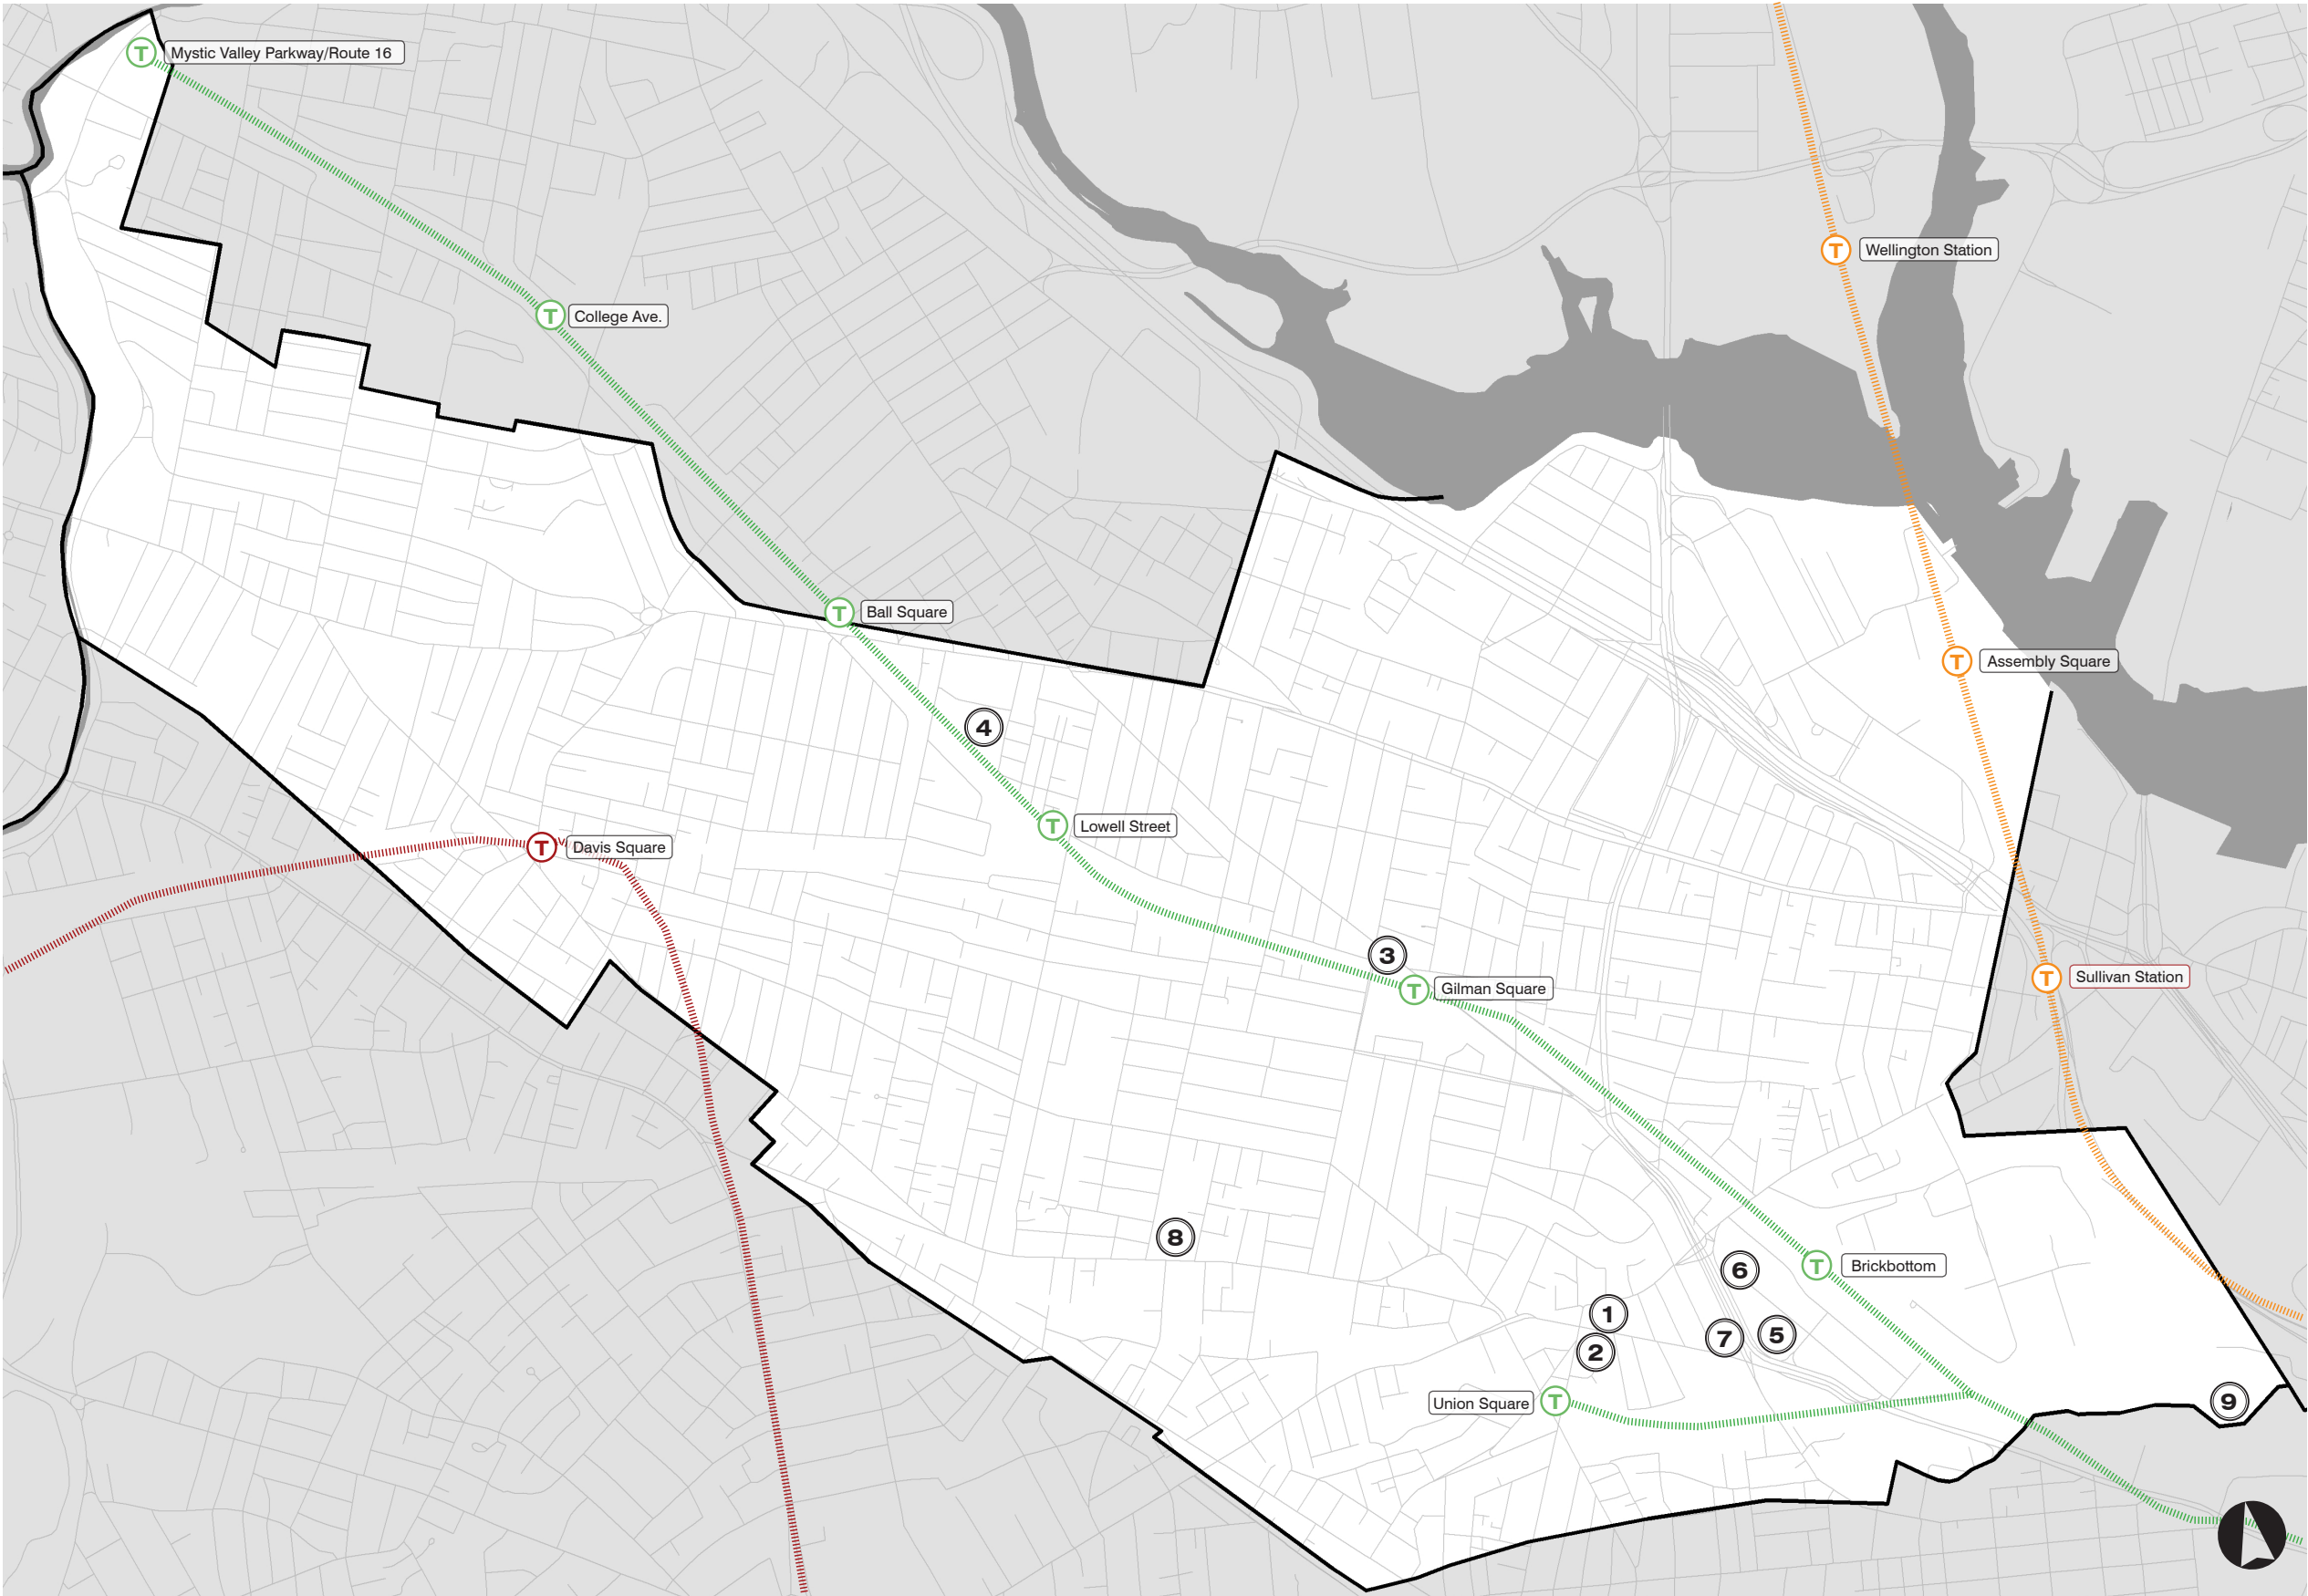 T Mystic Valley Parkway/Route 16
T Wellington Station
T College Ave.
T Ball Square
T Assembly Square
4
T Lowell Street
T Davis Square
3
T Gilman Square
T Sullivan Station
8
6
T Brickbottom
1
7
5
2
Union Square T
9